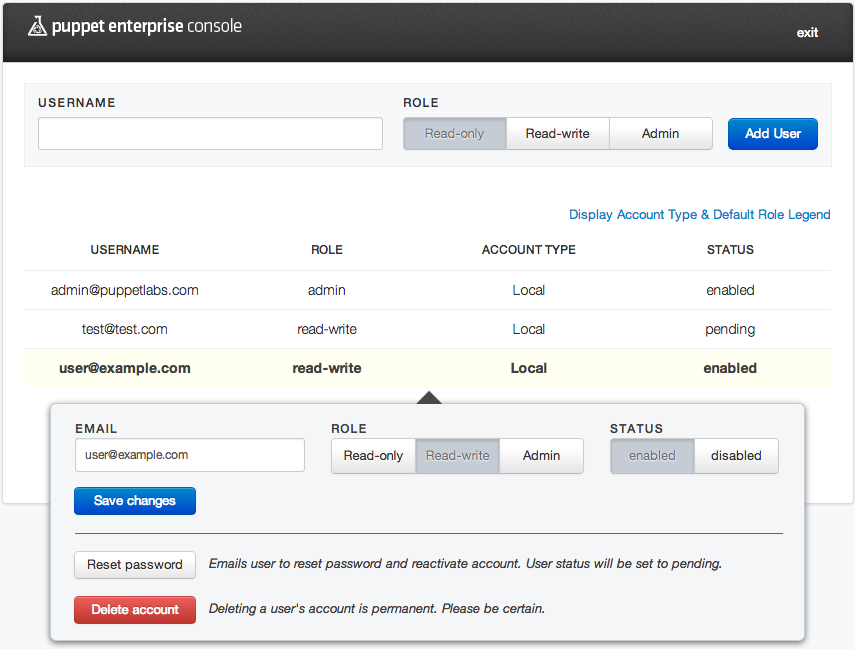 puppet enterprise console
exit
USERNAME ROLE
Read-only Read-write Admin Add User
Display Account Type & Default Role Legend
USERNAME ROLE ACCOUNT TYPE STATUS
admin@puppetlabs.com admin Local enabled
test@test.com read-write Local pending
user@example.com read-write Local enabled
EMAIL ROLE STATUS
user@example.com Read-only Read-write Admin enabled disabled
Save changes
Reset password Emails user to reset password and reactivate account. User status will be set to pending.
Delete account Deleting a user's account is permanent. Please be certain.